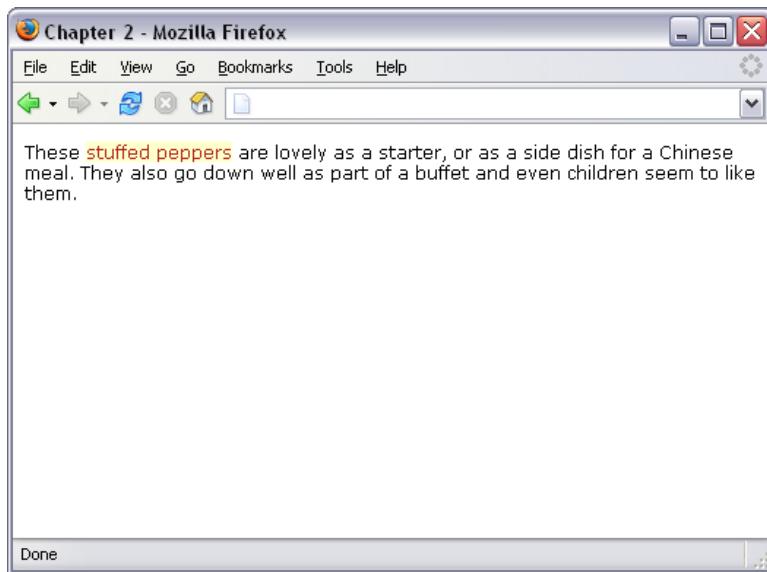 Chapter 2 - Mozilla Firefox
File Edit View Go Bookmarks Tools Help
These stuffed peppers are lovely as a starter, or as a side dish for a Chinese
meal. They also go down well as part of a buffet and even children seem to like
them.
Done